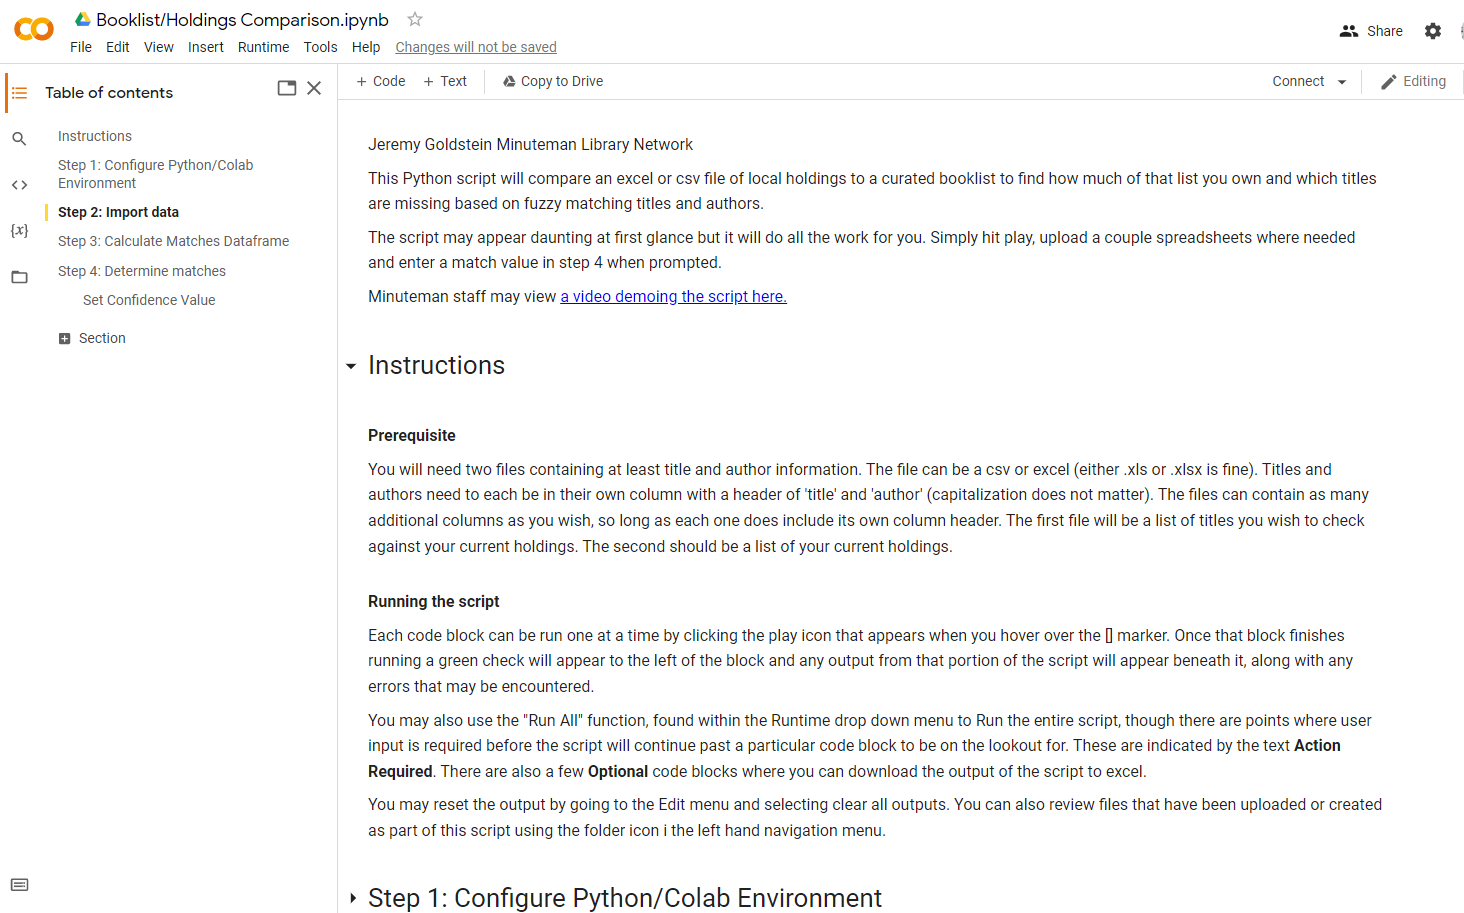 Booklist/Holdings Comparison.ipynb
File Edit View Insert Runtime Tools Help Changes will not be saved
Share
Table of contents
+ Code + Text Copy to Drive
Connect Editing
Instructions
Step 1: Configure Python/Colab
Environment
Step 2: Import data
Step 3: Calculate Matches Dataframe
Step 4: Determine matches
Set Confidence Value
Section
{x}
Jeremy Goldstein Minuteman Library Network
This Python script will compare an excel or csv file of local holdings to a curated booklist to find how much of that list you own and which titles
are missing based on fuzzy matching titles and authors.
The script may appear daunting at first glance but it will do all the work for you. Simply hit play, upload a couple spreadsheets where needed
and enter a match value in step 4 when prompted.
Minuteman staff may view a video demoing the script here.
Instructions
Prerequisite
You will need two files containing at least title and author information. The file can be a csv or excel (either .xls or .xlsx is fine). Titles and
authors need to each be in their own column with a header of 'title' and 'author' (capitalization does not matter). The files can contain as many
additional columns as you wish, so long as each one does include its own column header. The first file will be a list of titles you wish to check
against your current holdings. The second should be a list of your current holdings.
Running the script
Each code block can be run one at a time by clicking the play icon that appears when you hover over the [] marker. Once that block finishes
running a green check will appear to the left of the block and any output from that portion of the script will appear beneath it, along with any
errors that may be encountered.
You may also use the "Run All" function, found within the Runtime drop down menu to Run the entire script, though there are points where user
input is required before the script will continue past a particular code block to be on the lookout for. These are indicated by the text Action
Required. There are also a few Optional code blocks where you can download the output of the script to excel.
You may reset the output by going to the Edit menu and selecting clear all outputs. You can also review files that have been uploaded or created
as part of this script using the folder icon i the left hand navigation menu.
Step 1: Configure Python/Colab Environment